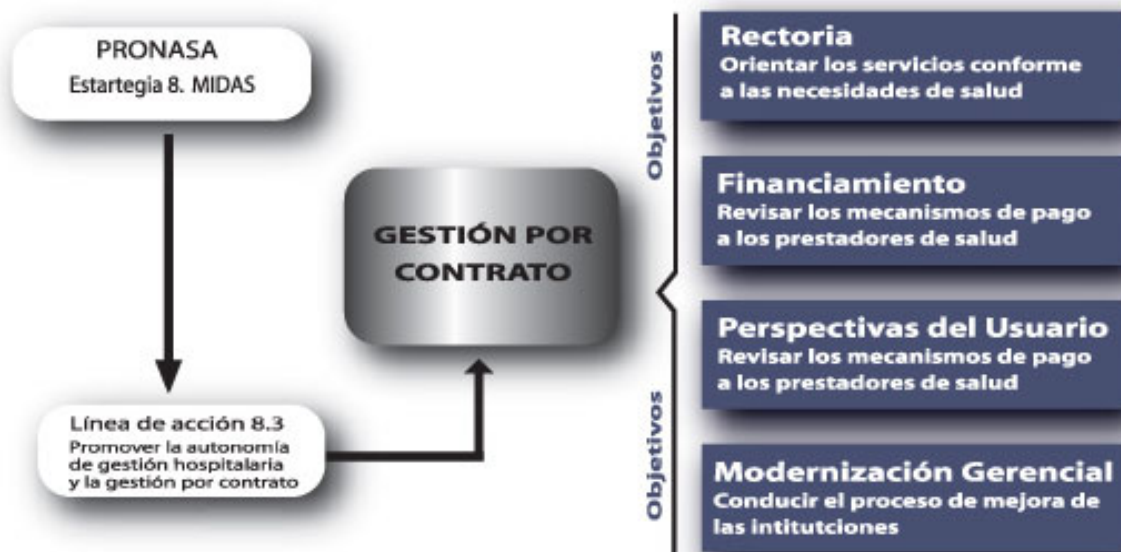 PRONASA
Estartegia 8. MIDAS
Línea de acción 8.3
Promover la autonomía
de gestión hospitalaria
y la gestión por contrato
GESTIÓN POR
CONTRATO
Objetivos
Objetivos
Rectoria
Orientar los servicios conforme
a las necesidades de salud
Financiamiento
Revisar los mecanismos de pago
a los prestadores de salud
Perspectivas del Usuario
Revisar los mecanismos de pago
a los prestadores de salud
Modernización Gerencial
Conducir el proceso de mejora de
las intitutciones